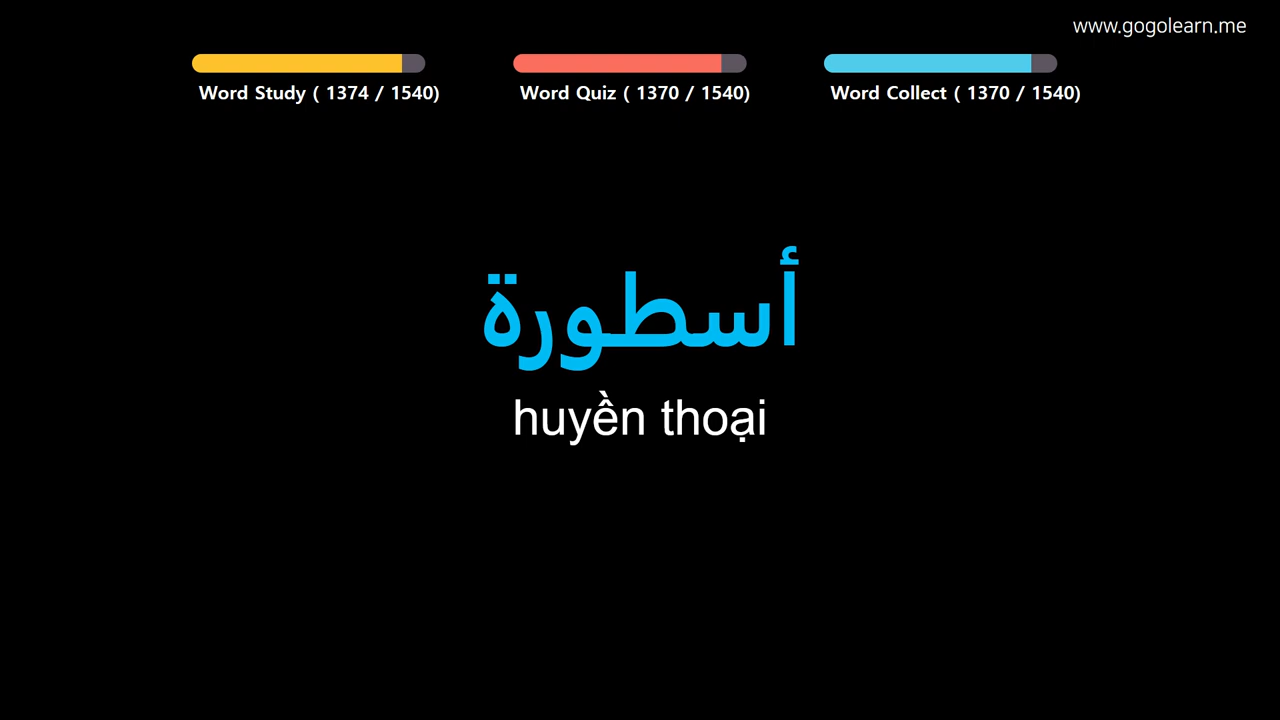 www.gogolearn.me
Word Study ( 1374 / 1540)
Word Quiz ( 1370 / 1540)
Word Collect ( 1370 / 1540)
أسطورة
huyền thoại